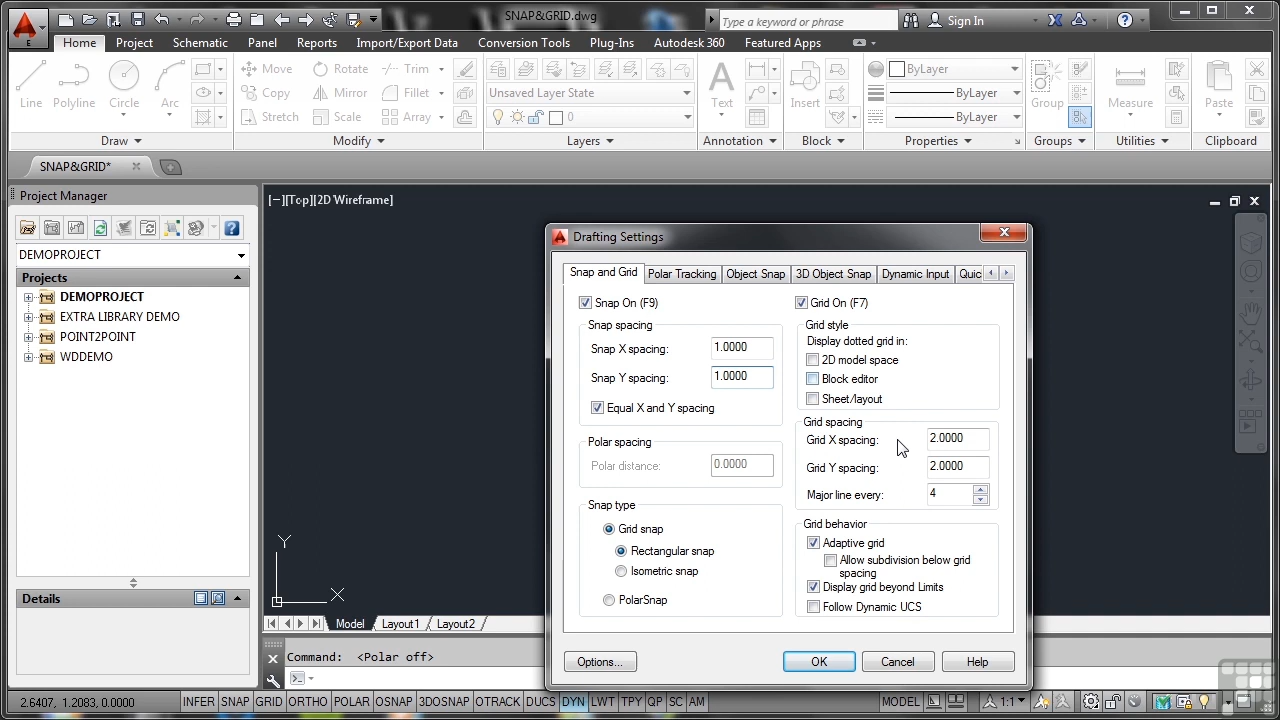 SNAP&GRID.dwg
Type a keyword or phrase
Sign In
E
Home
Project
Schematic
Panel
Reports
Import/Export Data
Conversion Tools
Plug-Ins
Autodesk 360
Featured Apps
Line
Polyline
Circle
Arc
Move
Rotate
Trim
Copy
Mirror
Fillet
Stretch
Scale
Array
Unsaved Layer State
0
Text
Insert
ByLayer
ByLayer
ByLayer
Group
Measure
Paste
Draw
Modify
Layers
Annotation
Block
Properties
Groups
Utilities
Clipboard
SNAP&GRID*
Project Manager
DEMOPROJECT
Projects
DEMOPROJECT
EXTRA LIBRARY DEMO
POINT2POINT
WDDEMO
Details
[−][Top][2D Wireframe]
Y
X
Drafting Settings
Snap and Grid
Polar Tracking
Object Snap
3D Object Snap
Dynamic Input
Quic
Snap On (F9)
Snap spacing
Snap X spacing:
1.0000
Snap Y spacing:
1.0000
Equal X and Y spacing
Polar spacing
Polar distance:
0.0000
Snap type
Grid snap
Rectangular snap
Isometric snap
PolarSnap
Grid On (F7)
Grid style
Display dotted grid in:
2D model space
Block editor
Sheet/layout
Grid spacing
Grid X spacing:
2.0000
Grid Y spacing:
2.0000
Major line every:
4
Grid behavior
Adaptive grid
Allow subdivision below grid
spacing
Display grid beyond Limits
Follow Dynamic UCS
Options...
OK
Cancel
Help
Model
Layout1
Layout2
Command: <Polar off>
2.6407, 1.2083, 0.0000
INFER
SNAP
GRID
ORTHO
POLAR
OSNAP
3DOSNAP
OTRACK
DUCS
DYN
LWT
TPY
QP
SC
AM
MODEL
1:1